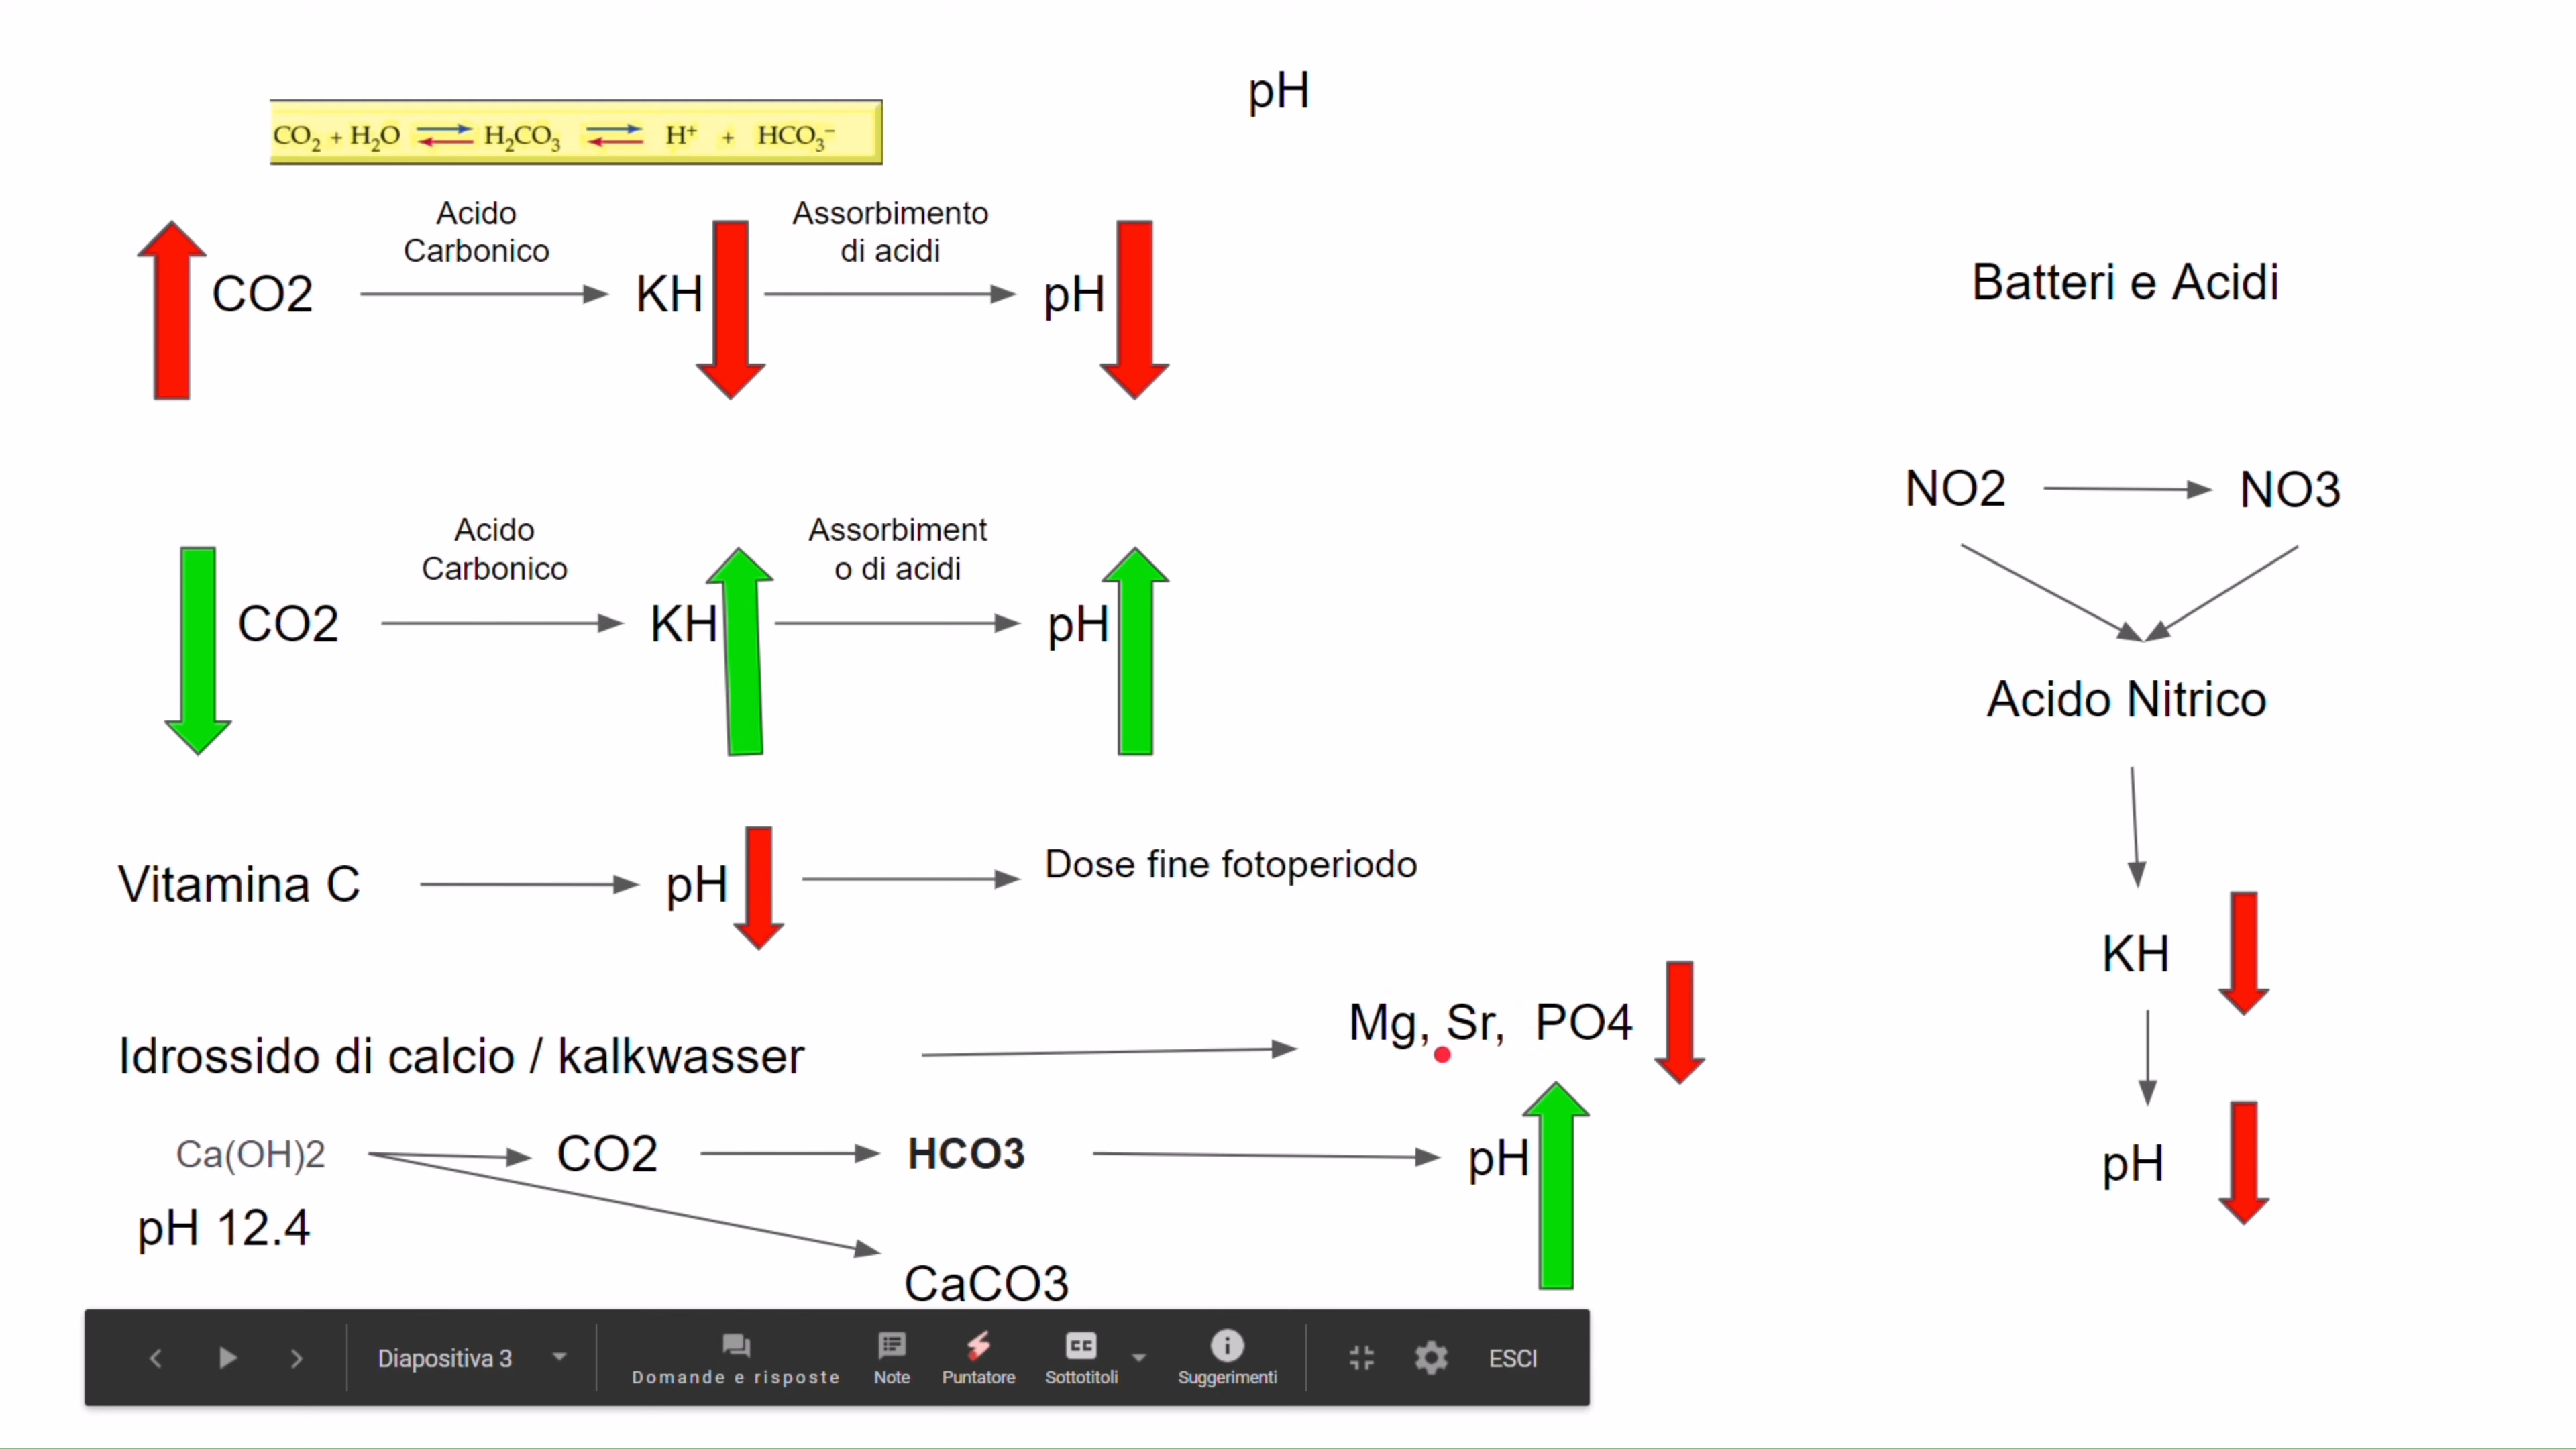 pH
CO2 + H2O ⇌ H2CO3 ⇌ H+ + HCO3−
Acido
Carbonico
Assorbimento
di acidi
CO2
KH
pH
Acido
Carbonico
Assorbiment
o di acidi
CO2
KH
pH
Vitamina C
pH
Dose fine fotoperiodo
Idrossido di calcio / kalkwasser
Mg, Sr, PO4
Ca(OH)2
CO2
HCO3
pH
pH 12.4
CaCO3
Batteri e Acidi
NO2
NO3
Acido Nitrico
KH
pH
Diapositiva 3
Domande e risposte
Note
Puntatore
CC
Sottotitoli
Suggerimenti
ESCI